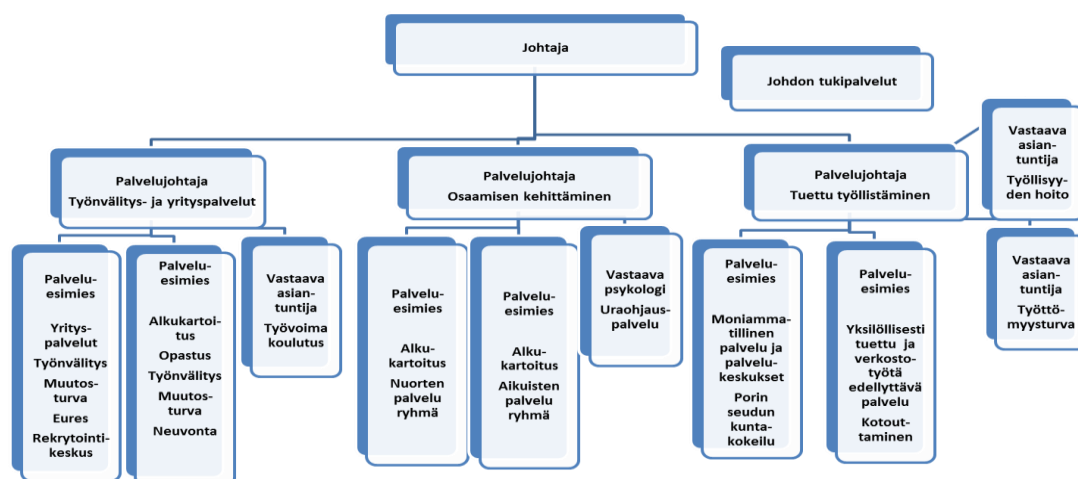 Johtaja
Johdon tukipalvelut
Vastaava
asian-
tuntija
Työllisyy-
den hoito
Palvelujohtaja
Työnvälitys- ja yrityspalvelut
Palvelujohtaja
Osaamisen kehittäminen
Palvelujohtaja
Tuettu työllistäminen
Palvelu-
esimies
Yritys-
palvelut
Työnvälitys
Muutos-
turva
Eures
Rekrytointi-
keskus
Palvelu-
esimies
Alkukartoi-
tus
Opastus
Työnvälitys
Muutos-
turva
Neuvonta
Vastaava
asian-
tuntija
Työvoima
koulutus
Palvelu-
esimies
Alku-
kartoitus
Nuorten
palvelu
ryhmä
Palvelu-
esimies
Alku-
kartoitus
Aikuisten
palvelu
ryhmä
Vastaava
psykologi
Uraohjaus-
palvelu
Palvelu-
esimies
Moniamma-
tillinen
palvelu ja
palvelu-
keskukset
Porin
seudun
kunta-
kokeilu
Palvelu-
esimies
Yksilöllisesti
tuettu ja
verkosto-
työtä
edellyttävä
palvelu
Kotout-
taminen
Vastaava
asian-
tuntija
Työttö-
myysturva